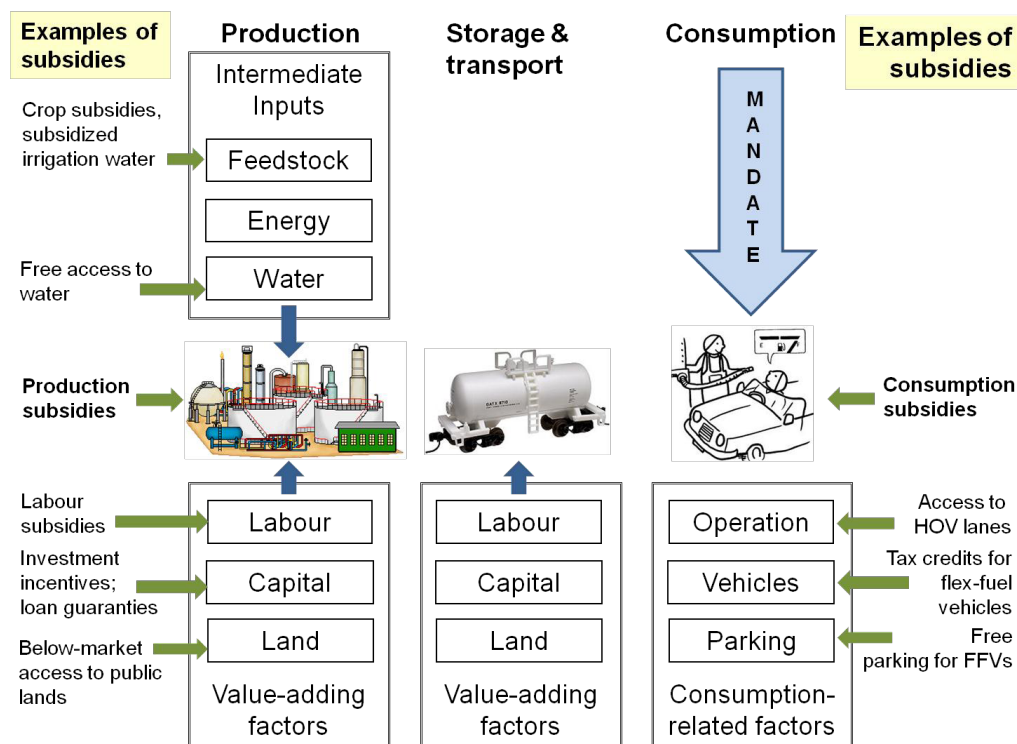 Examples of
subsidies
Production
Storage &
transport
Consumption
Examples of
subsidies
Intermediate
Inputs
Crop subsidies,
subsidized
irrigation water
Feedstock
Energy
Free access to
water
Water
M
A
N
D
A
T
E
Production
subsidies
Consumption
subsidies
Labour
subsidies
Labour
Labour
Operation
Access to
HOV lanes
Investment
incentives;
loan guaranties
Capital
Capital
Vehicles
Tax credits for
flex-fuel
vehicles
Below-market
access to public
lands
Land
Land
Parking
Free
parking for FFVs
Value-adding
factors
Value-adding
factors
Consumption-
related factors